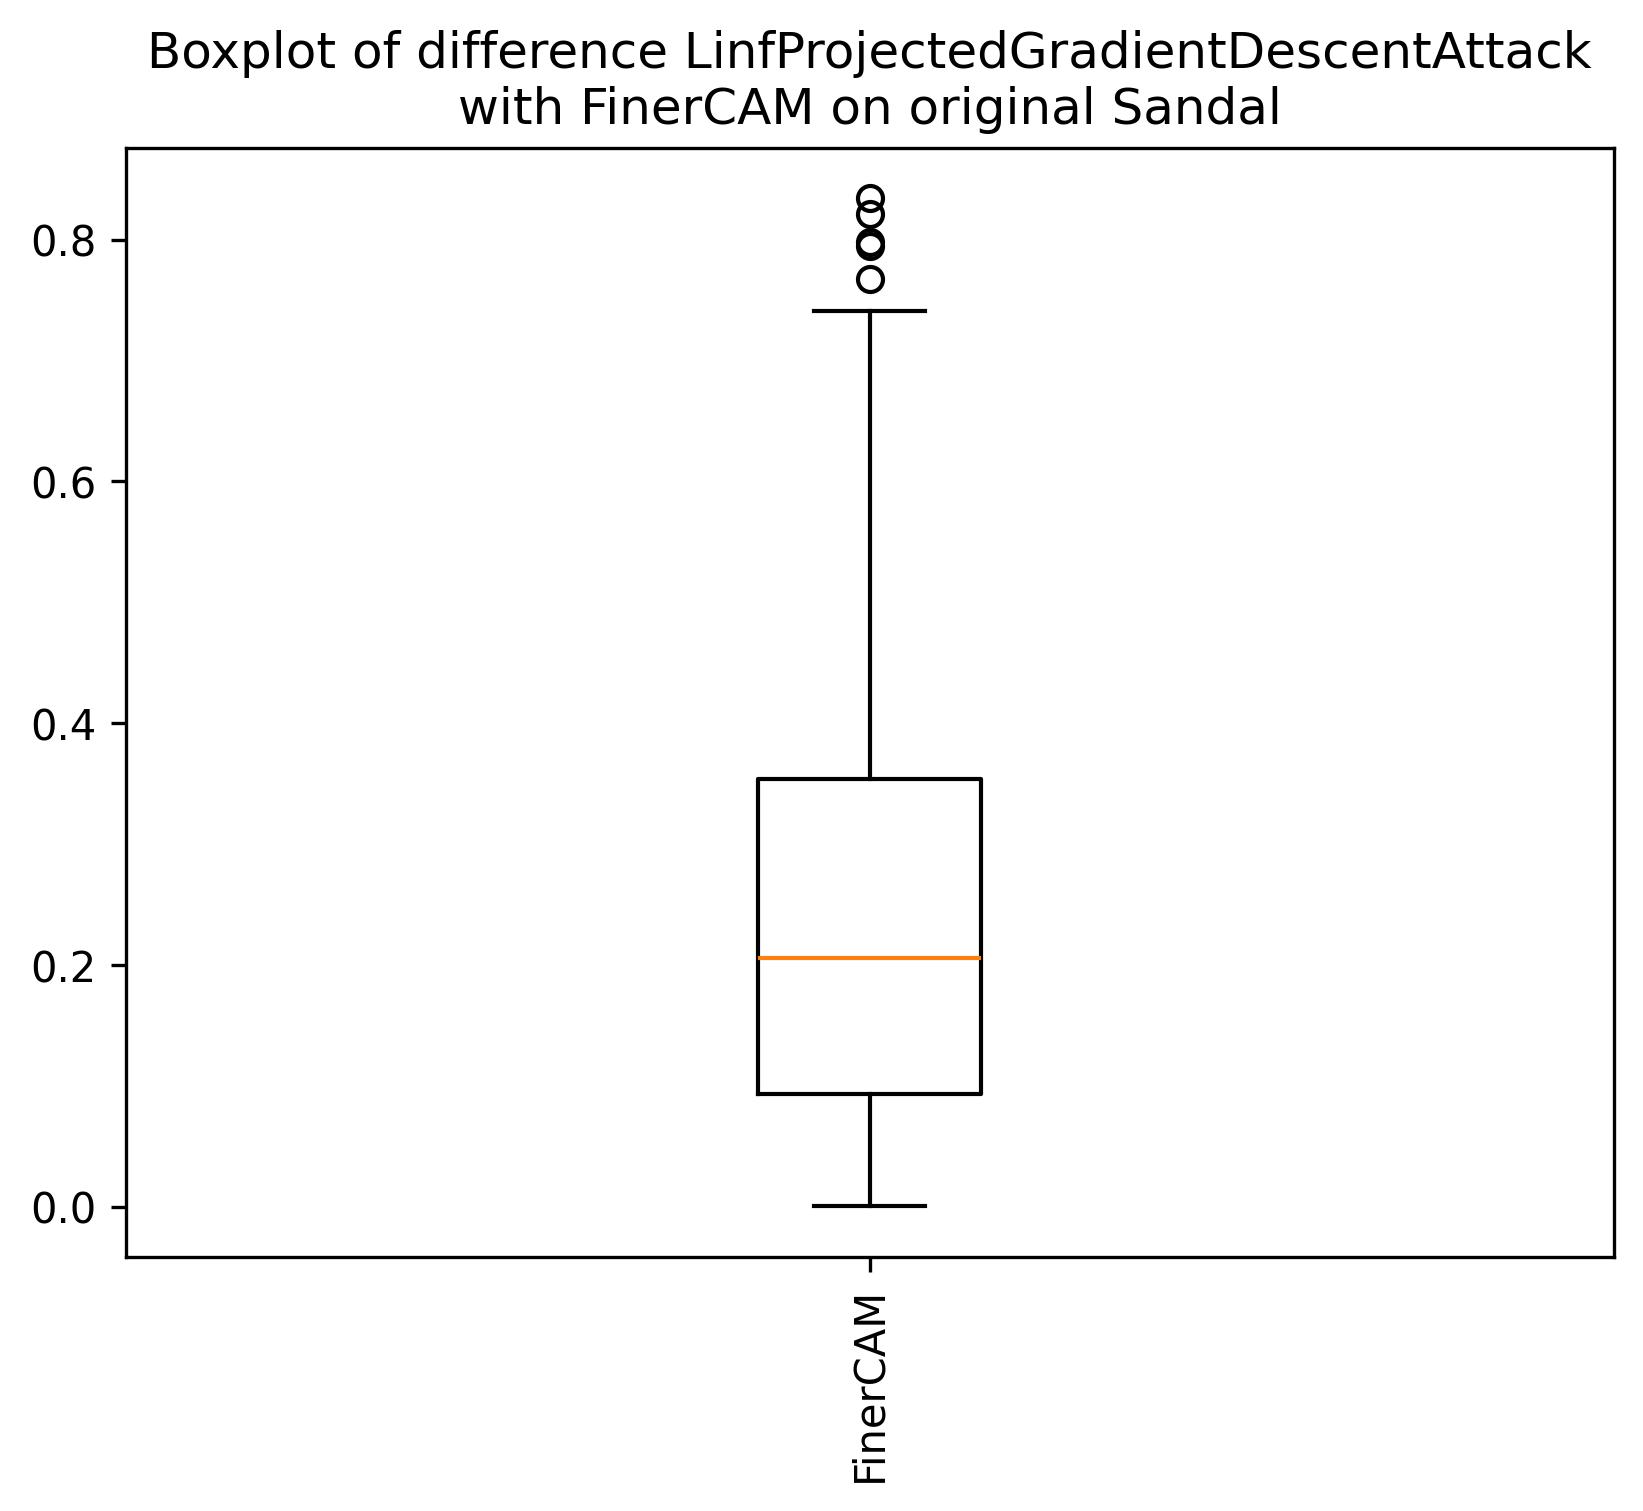 Boxplot of difference LinfProjectedGradientDescentAttack
with FinerCAM on original Sandal
0.8
0.6
0.4
0.2
0.0
FinerCAM